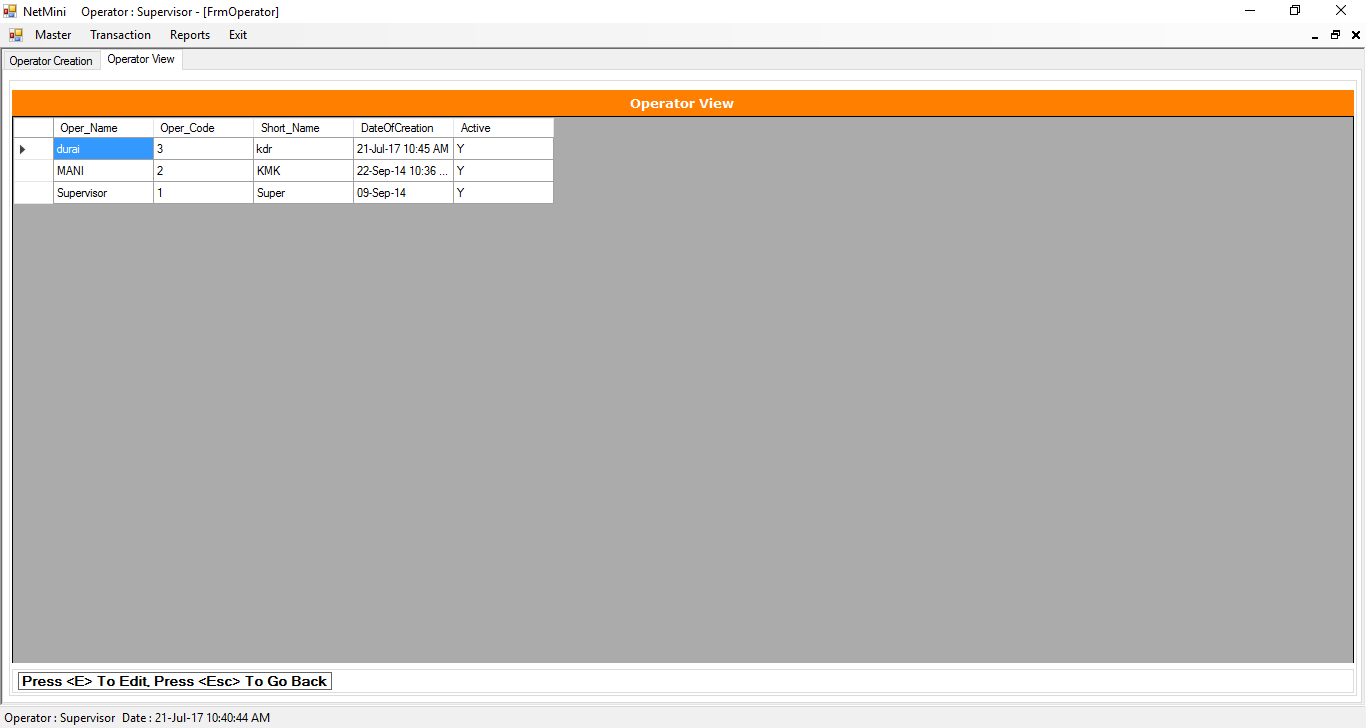 NetMini Operator : Supervisor - [FrmOperator]
Master Transaction Reports Exit
Operator Creation Operator View
Operator View
Oper_Name Oper_Code Short_Name DateOfCreation Active
durai 3 kdr 21-Jul-17 10:45 AM Y
MANI 2 KMK 22-Sep-14 10:36 ... Y
Supervisor 1 Super 09-Sep-14 Y
Press <E> To Edit, Press <Esc> To Go Back
Operator : Supervisor Date : 21-Jul-17 10:40:44 AM